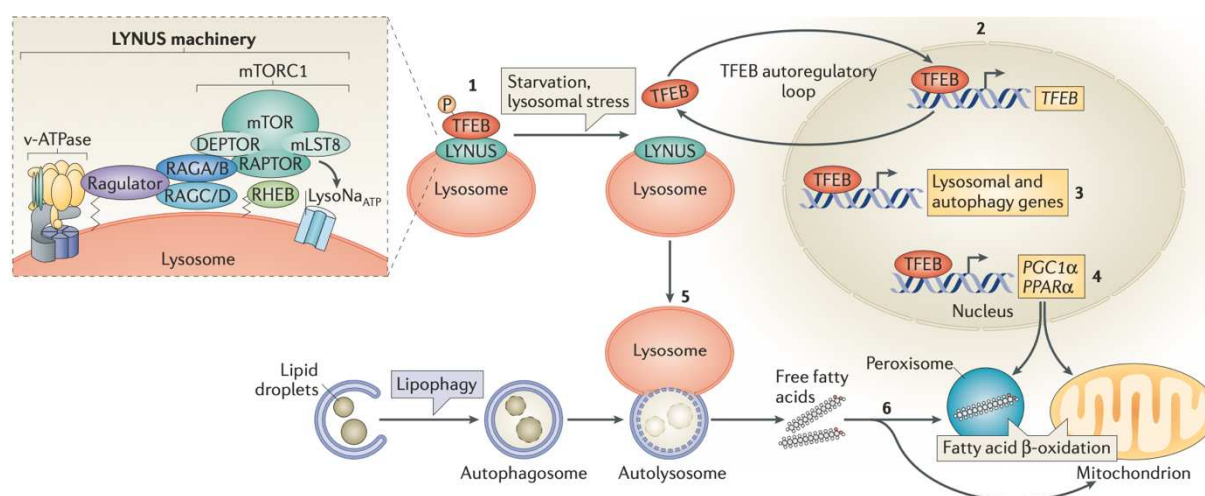 LYNUS machinery
mTORC1
mTOR
DEPTOR
mLST8
v-ATPase
RAGA/B
RAPTOR
Ragulator
RAGC/D
RHEB
LysoNaATP
Lysosome
1
P
TFEB
LYNUS
Lysosome
Starvation,
lysosomal stress
TFEB
LYNUS
Lysosome
TFEB autoregulatory
loop
2
TFEB
TFEB
TFEB
Lysosomal and
autophagy genes
3
TFEB
PGC1α
PPARα
4
Nucleus
5
Lysosome
Lipid
droplets
Lipophagy
Autophagosome
Autolysosome
Free fatty
acids
6
Peroxisome
Fatty acid β-oxidation
Mitochondrion